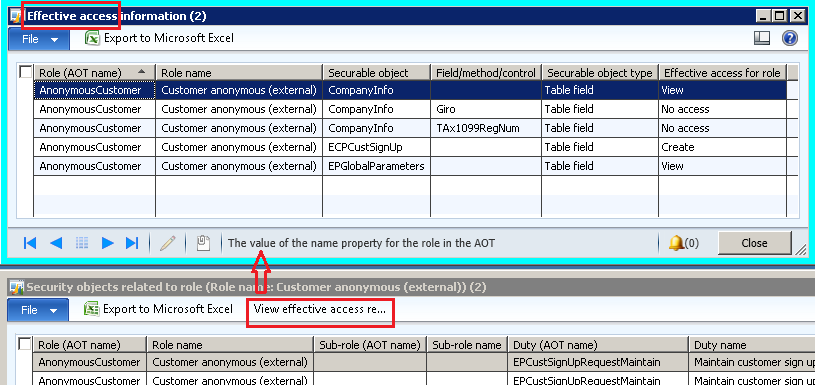 Effective access information (2)
File Export to Microsoft Excel
Role (AOT name) Role name Securable object Field/method/control Securable object type Effective access for role
AnonymousCustomer Customer anonymous (external) CompanyInfo Table field View
AnonymousCustomer Customer anonymous (external) CompanyInfo Giro Table field No access
AnonymousCustomer Customer anonymous (external) CompanyInfo TAx1099RegNum Table field No access
AnonymousCustomer Customer anonymous (external) ECPCustSignUp Table field Create
AnonymousCustomer Customer anonymous (external) EPGlobalParameters Table field View
The value of the name property for the role in the AOT (0) Close
Security objects related to role (Role name: Customer anonymous (external)) (2)
File Export to Microsoft Excel View effective access re...
Role (AOT name) Role name Sub-role (AOT name) Sub-role name Duty (AOT name) Duty name
AnonymousCustomer Customer anonymous (external) EPCustSignUpRequestMaintain Maintain customer sign up
AnonymousCustomer Customer anonymous (external) EPCustSignUpRequestMaintain Maintain customer sign up